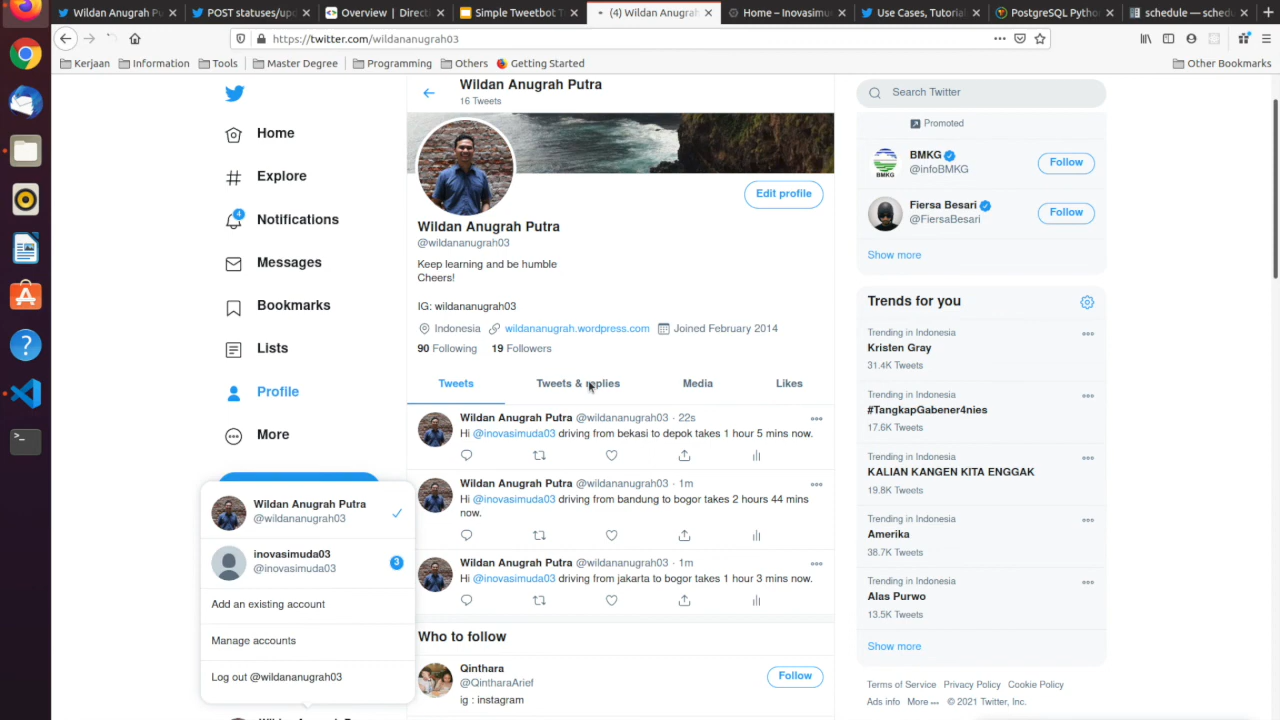 Wildan Anugrah Pu
POST statuses/up
Overview | Directi
Simple Tweetbot T
(4) Wildan Anugrah
Home – Inovasimu
Use Cases, Tutorial
PostgreSQL Pytho
schedule — schedu
https://twitter.com/wildananugrah03
Kerjaan
Information
Tools
Master Degree
Programming
Others
Getting Started
Other Bookmarks
Home
Explore
4
Notifications
Messages
Bookmarks
Lists
Profile
More
Wildan Anugrah Putra
@wildananugrah03
inovasimuda03
@inovasimuda03
3
Add an existing account
Manage accounts
Log out @wildananugrah03
Wildan Anugrah Putra
16 Tweets
Edit profile
Wildan Anugrah Putra
@wildananugrah03
Keep learning and be humble
Cheers!
IG: wildananugrah03
Indonesia wildananugrah.wordpress.com Joined February 2014
90 Following 19 Followers
Tweets Tweets & replies Media Likes
Wildan Anugrah Putra @wildananugrah03 · 22s
Hi @inovasimuda03 driving from bekasi to depok takes 1 hour 5 mins now.
Wildan Anugrah Putra @wildananugrah03 · 1m
Hi @inovasimuda03 driving from bandung to bogor takes 2 hours 44 mins
now.
Wildan Anugrah Putra @wildananugrah03 · 1m
Hi @inovasimuda03 driving from jakarta to bogor takes 1 hour 3 mins now.
Who to follow
Qinthara
@QintharaArief
Follow
ig : instagram
Search Twitter
Promoted
BMKG
@infoBMKG
BMKG
Follow
Fiersa Besari
@FiersaBesari
Follow
Show more
Trends for you
Trending in Indonesia
Kristen Gray
31.4K Tweets
Trending in Indonesia
#TangkapGabener4nies
17.6K Tweets
Trending in Indonesia
KALIAN KANGEN KITA ENGGAK
19.8K Tweets
Trending in Indonesia
Amerika
38.7K Tweets
Trending in Indonesia
Alas Purwo
13.5K Tweets
Show more
Terms of Service Privacy Policy Cookie Policy
Ads info More © 2021 Twitter, Inc.